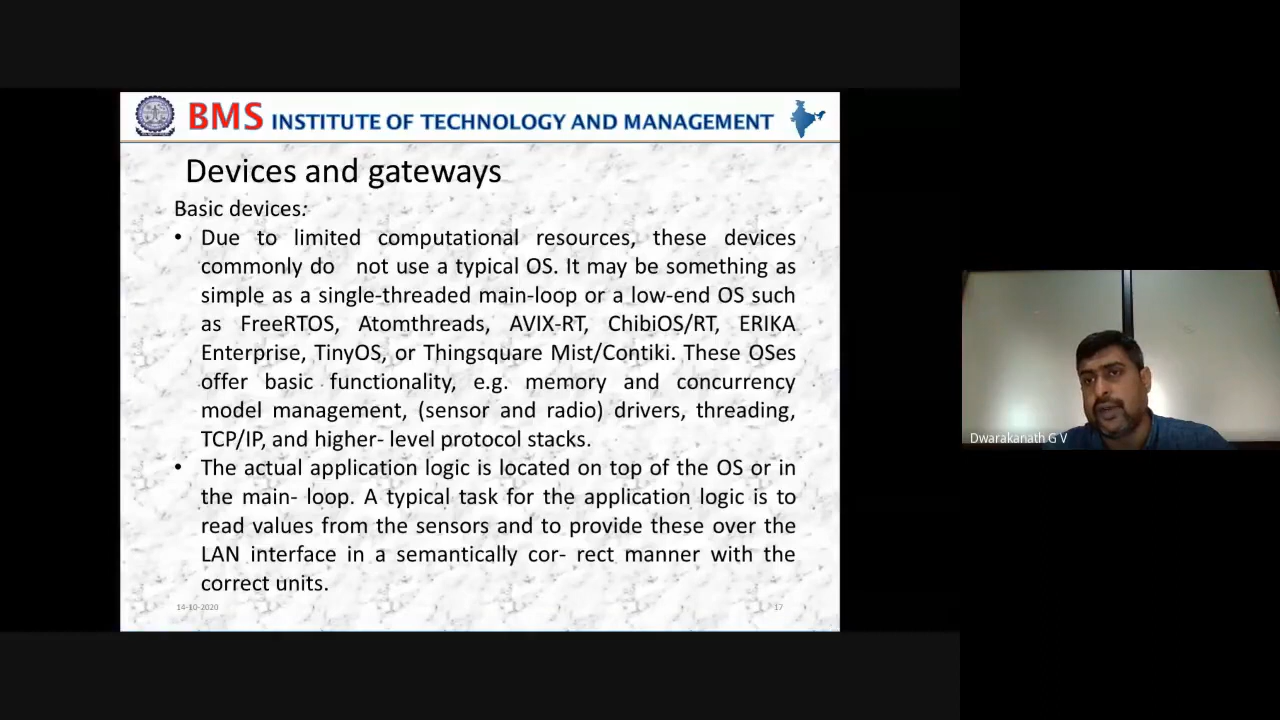 BMS INSTITUTE OF TECHNOLOGY AND MANAGEMENT
Devices and gateways
Basic devices:
• Due to limited computational resources, these devices
commonly do not use a typical OS. It may be something as
simple as a single-threaded main-loop or a low-end OS such
as FreeRTOS, Atomthreads, AVIX-RT, ChibiOS/RT, ERIKA
Enterprise, TinyOS, or Thingsquare Mist/Contiki. These OSes
offer basic functionality, e.g. memory and concurrency
model management, (sensor and radio) drivers, threading,
TCP/IP, and higher- level protocol stacks.
• The actual application logic is located on top of the OS or in
the main- loop. A typical task for the application logic is to
read values from the sensors and to provide these over the
LAN interface in a semantically cor- rect manner with the
correct units.
14-10-2020
17
Dwarakanath G V